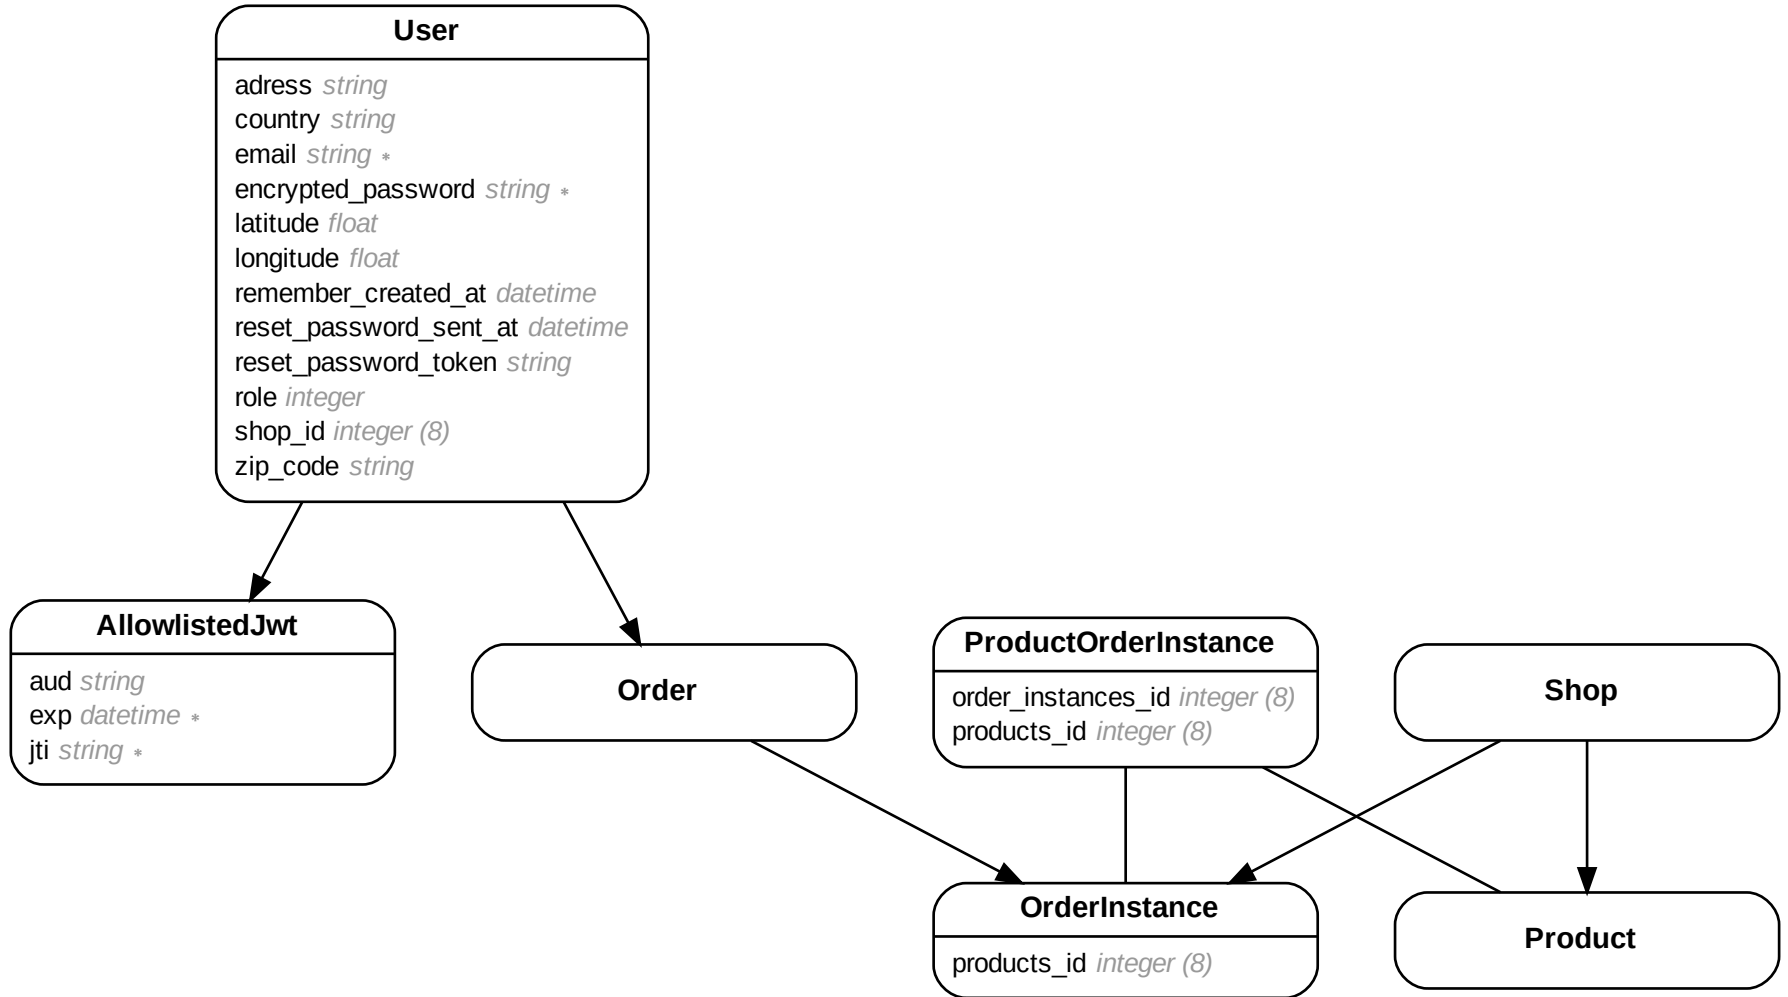 User
adress string
country string
email string *
encrypted_password string *
latitude float
longitude float
remember_created_at datetime
reset_password_sent_at datetime
reset_password_token string
role integer
shop_id integer (8)
zip_code string
AllowlistedJwt
aud string
exp datetime *
jti string *
Order
ProductOrderInstance
order_instances_id integer (8)
products_id integer (8)
Shop
OrderInstance
products_id integer (8)
Product